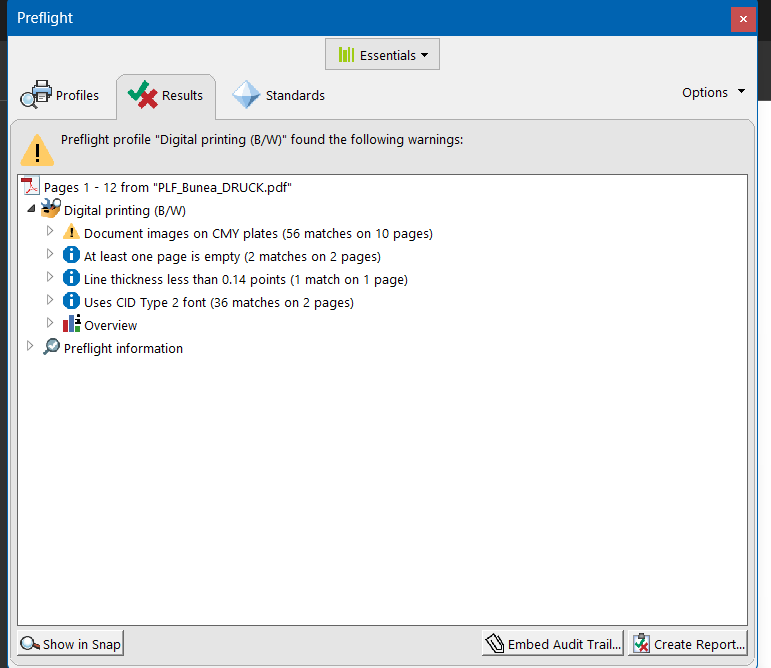 Preflight
Essentials
Profiles
Results
Standards
Options
Preflight profile "Digital printing (B/W)" found the following warnings:
Pages 1 - 12 from "PLF_Bunea_DRUCK.pdf"
Digital printing (B/W)
Document images on CMY plates (56 matches on 10 pages)
At least one page is empty (2 matches on 2 pages)
Line thickness less than 0.14 points (1 match on 1 page)
Uses CID Type 2 font (36 matches on 2 pages)
Overview
Preflight information
Show in Snap
Embed Audit Trail...
Create Report...